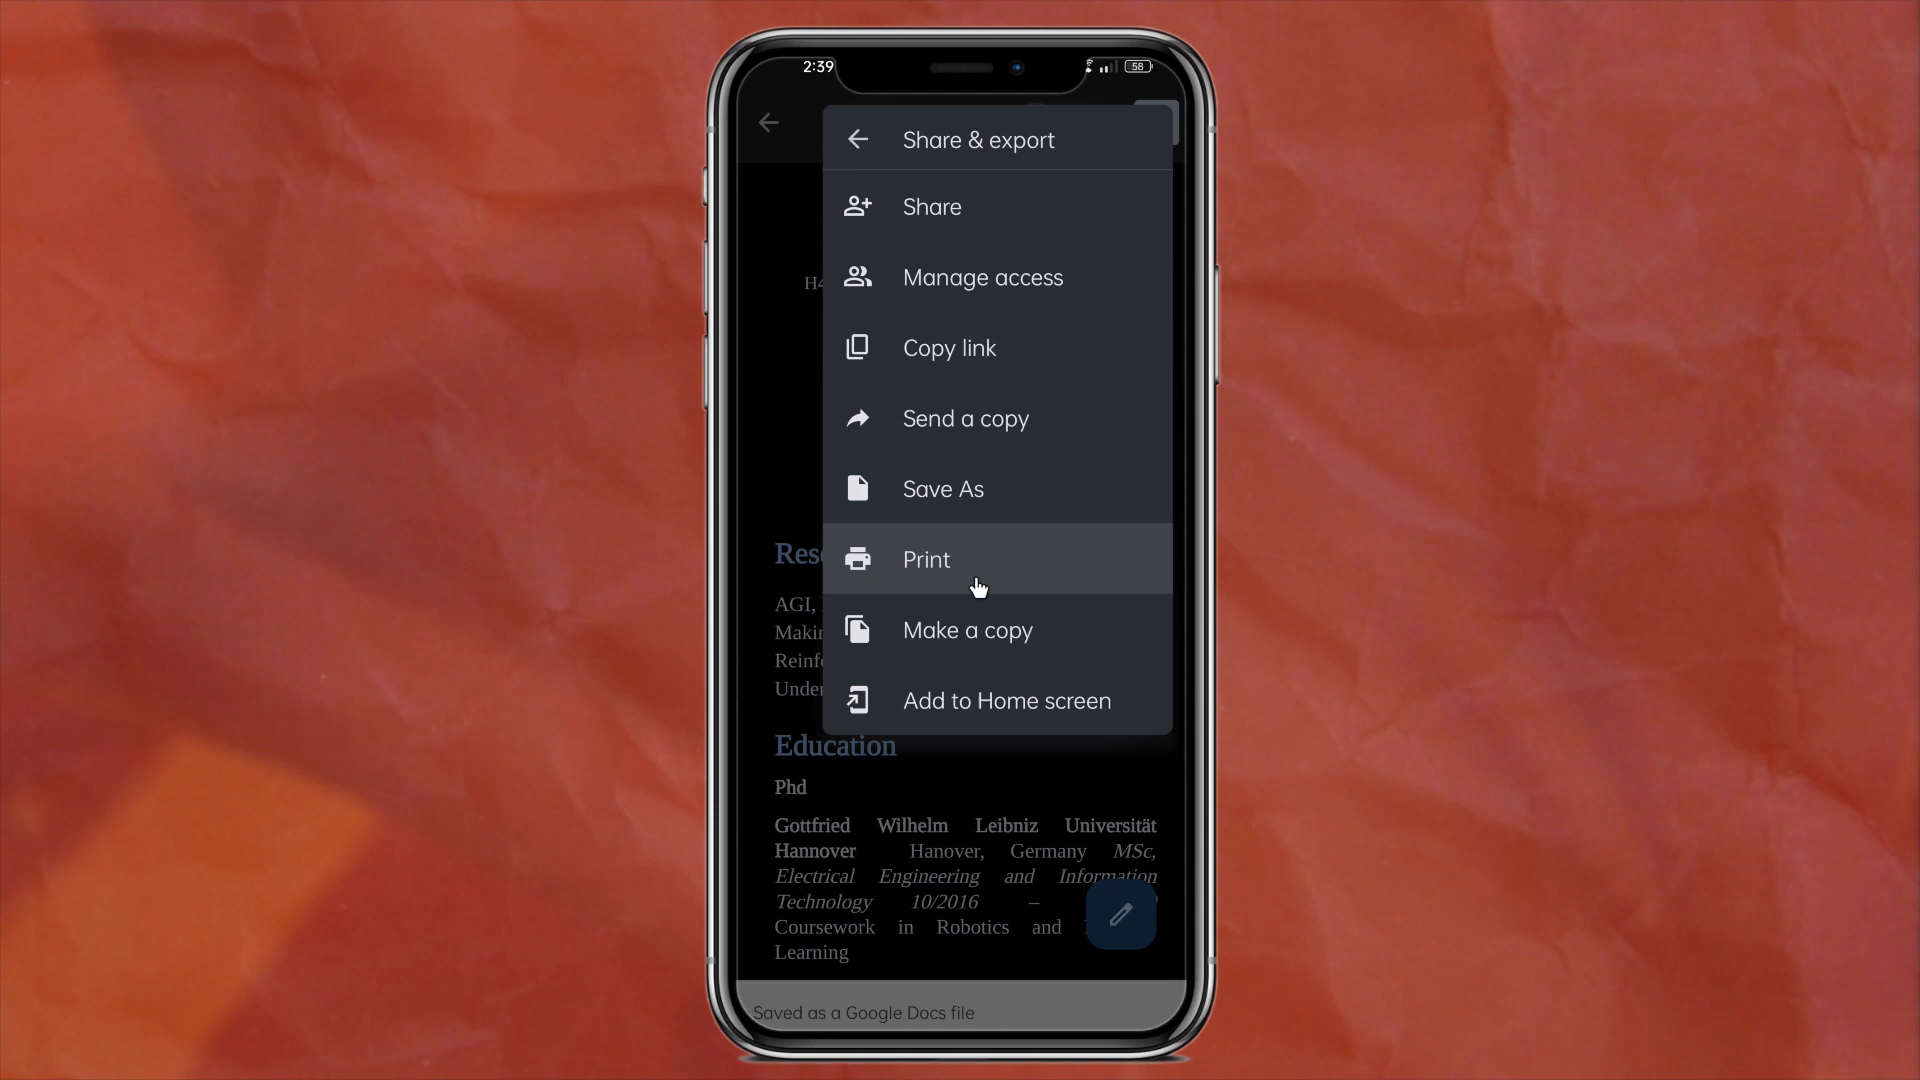 2:39
58
Share & export
Share
Manage access
Copy link
Send a copy
Save As
Print
Make a copy
Add to Home screen
AGI,
Education
Phd
Gottfried Wilhelm Leibniz Universität
Hannover Hanover, Germany MSc,
Electrical Engineering and Information
Technology 10/2016 –
Coursework in Robotics and
Learning
Saved as a Google Docs file